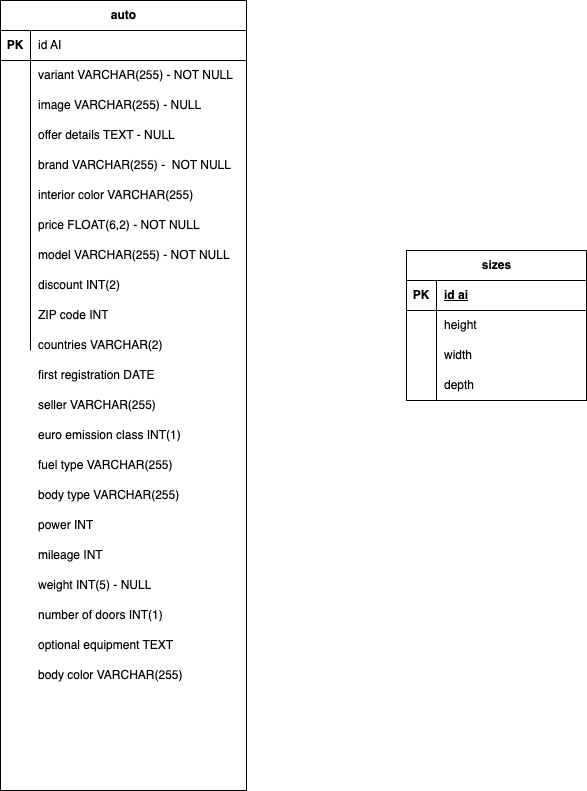 auto
PK id AI
variant VARCHAR(255) - NOT NULL
image VARCHAR(255) - NULL
offer details TEXT - NULL
brand VARCHAR(255) -  NOT NULL
interior color VARCHAR(255)
price FLOAT(6,2) - NOT NULL
model VARCHAR(255) - NOT NULL
discount INT(2)
ZIP code INT
countries VARCHAR(2)
first registration DATE
seller VARCHAR(255)
euro emission class INT(1)
fuel type VARCHAR(255)
body type VARCHAR(255)
power INT
mileage INT
weight INT(5) - NULL
number of doors INT(1)
optional equipment TEXT
body color VARCHAR(255)
sizes
PK id ai
height
width
depth